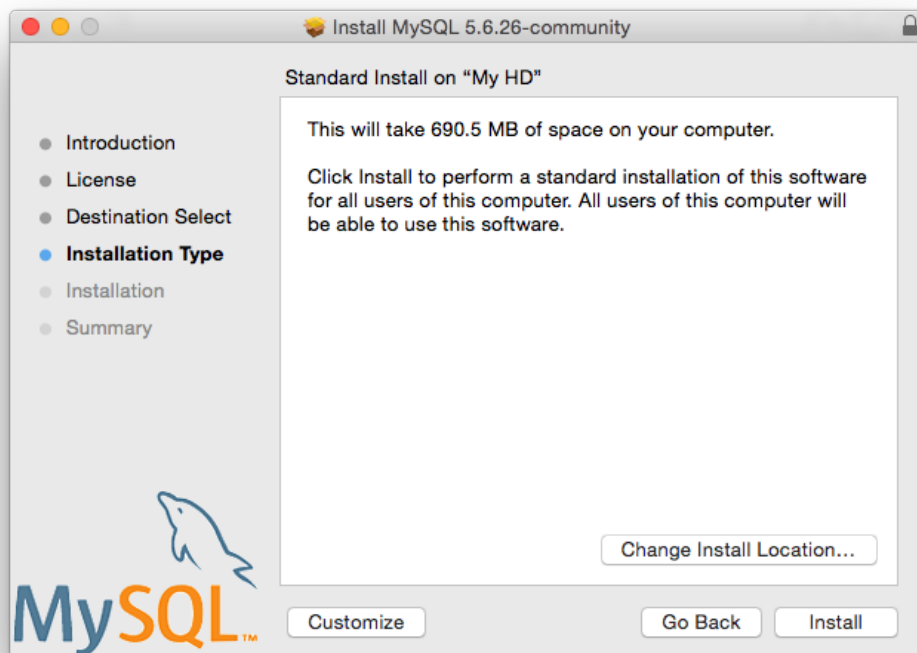 Install MySQL 5.6.26-community
Standard Install on “My HD”
Introduction
License
Destination Select
Installation Type
Installation
Summary
This will take 690.5 MB of space on your computer.
Click Install to perform a standard installation of this software
for all users of this computer. All users of this computer will
be able to use this software.
Change Install Location...
MySQL™
Customize
Go Back
Install